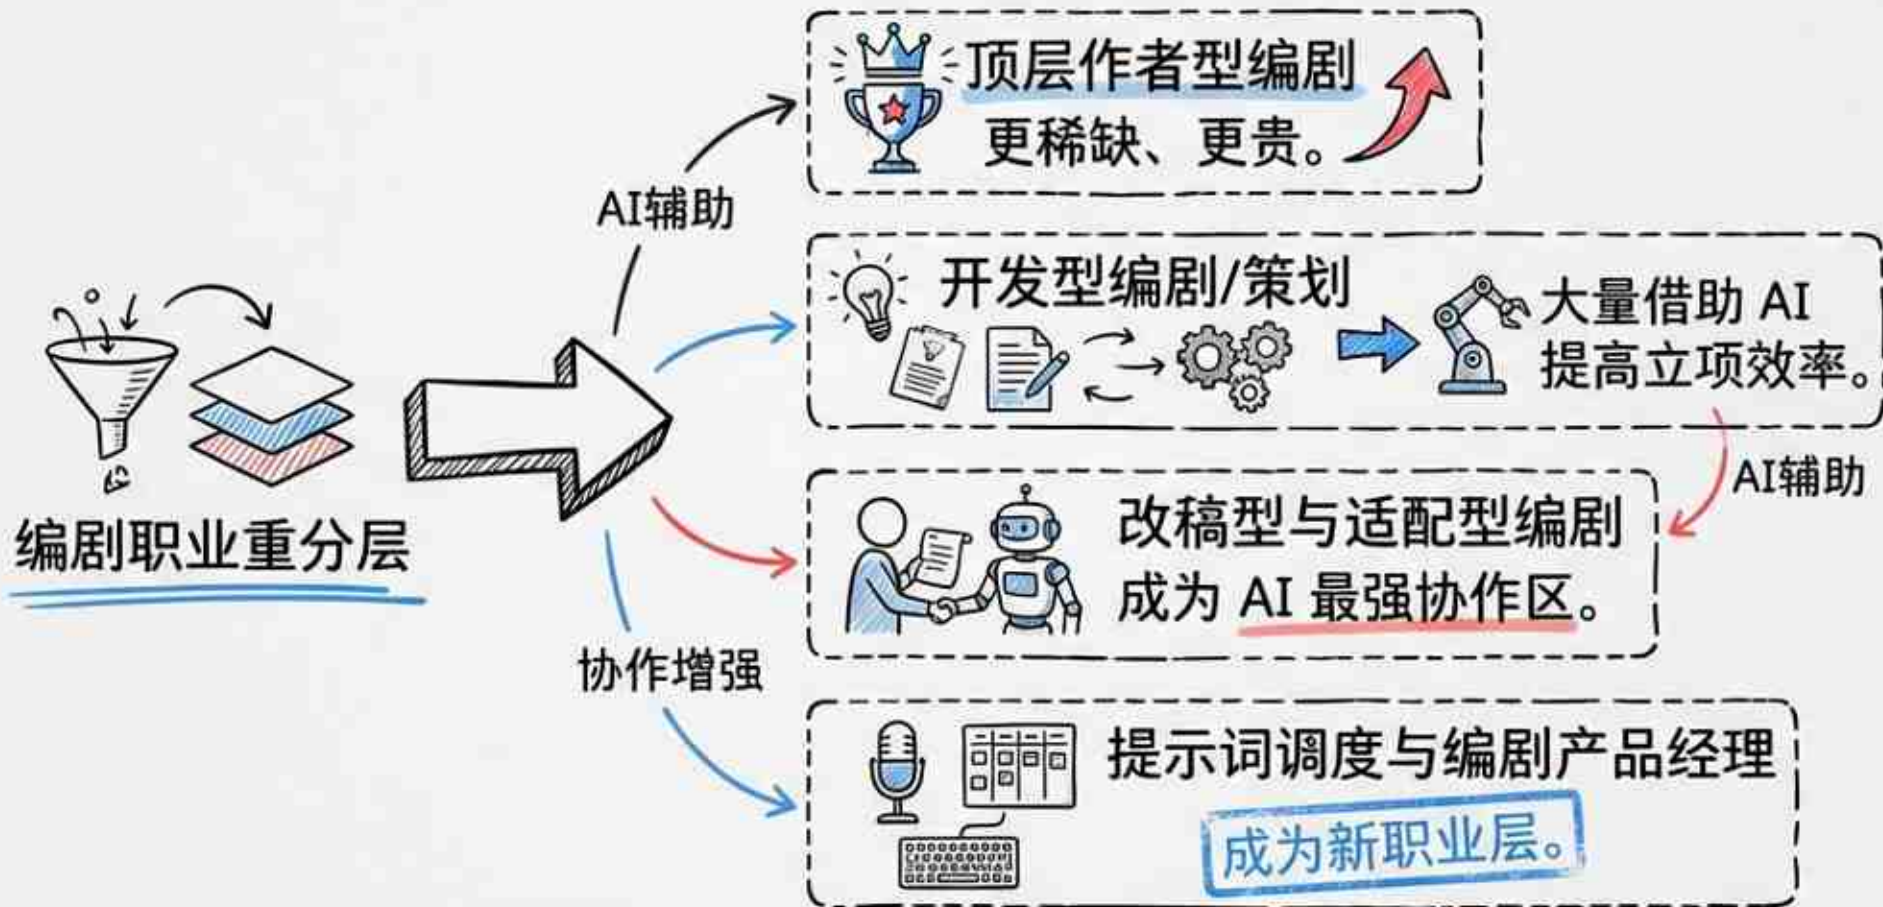 编剧职业重分层
AI辅助
协作增强
顶层作者型编剧
更稀缺、更贵。
开发型编剧/策划
大量借助 AI
提高立项效率。
AI辅助
改稿型与适配型编剧
成为 AI 最强协作区。
提示词调度与编剧产品经理
成为新职业层。